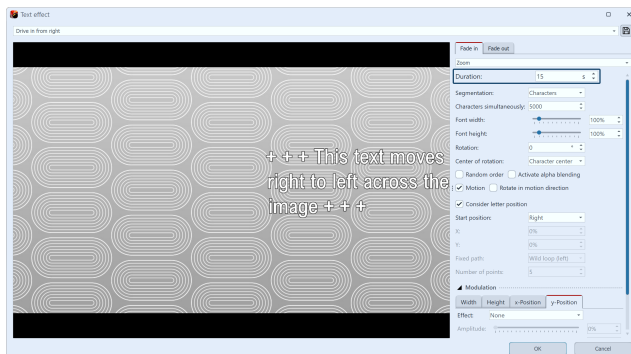 Text effect
Drive in from right
Fade in Fade out
Zoom
Duration: 15 s
Segmentation: Characters
Characters simultaneously: 5000
Font width: 100%
Font height: 100%
Rotation: 0 °
Center of rotation: Character center
Random order Activate alpha blending
Motion Rotate in motion direction
Consider letter position
Start position: Right
X: 0%
Y: 0%
Fixed path: Wild loop (left)
Number of points: 5
Modulation
Width Height x-Position y-Position
Effect: None
Amplitude: 0%
OK Cancel
+ + + This text moves
right to left across the
image + + +